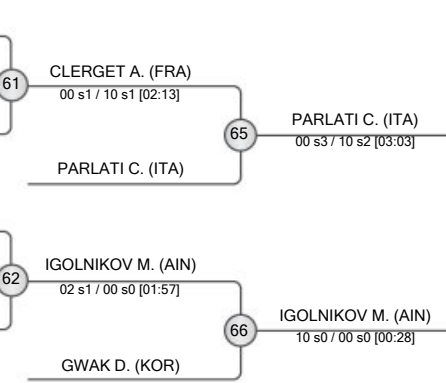 61
CLERGET A. (FRA)
00 s1 / 10 s1 [02:13]
65
PARLATI C. (ITA)
00 s3 / 10 s2 [03:03]
PARLATI C. (ITA)
62
IGOLNIKOV M. (AIN)
02 s1 / 00 s0 [01:57]
66
IGOLNIKOV M. (AIN)
10 s0 / 00 s0 [00:28]
GWAK D. (KOR)